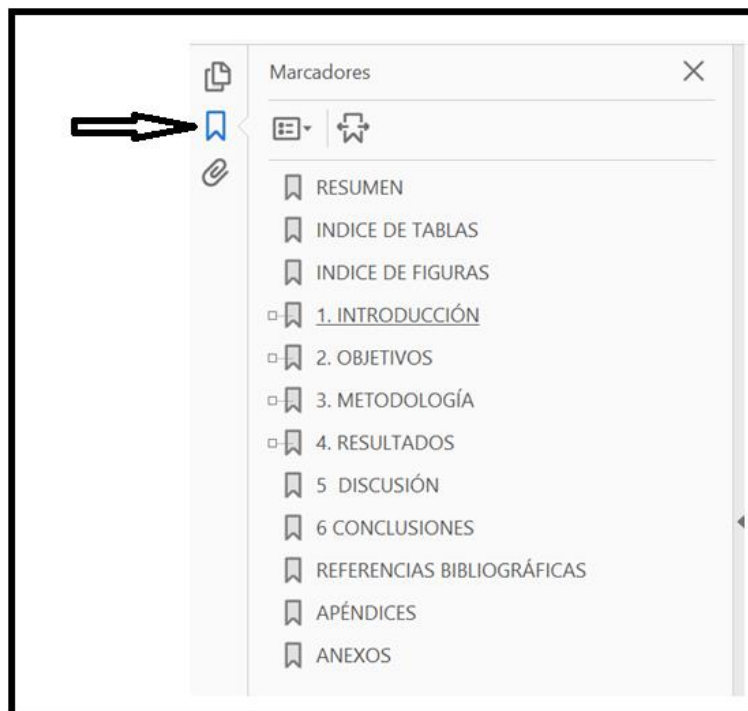 Marcadores
RESUMEN
INDICE DE TABLAS
INDICE DE FIGURAS
1. INTRODUCCIÓN
2. OBJETIVOS
3. METODOLOGÍA
4. RESULTADOS
5 DISCUSIÓN
6 CONCLUSIONES
REFERENCIAS BIBLIOGRÁFICAS
APÉNDICES
ANEXOS